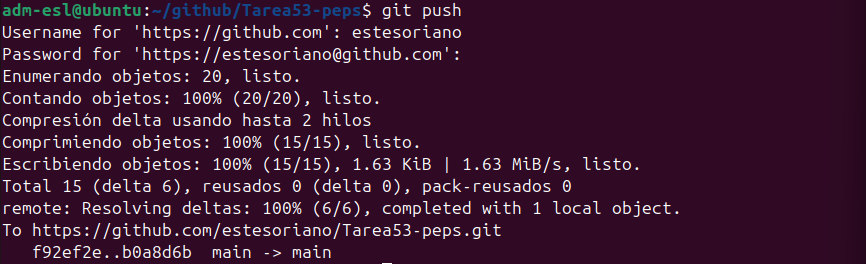 adm-esl@ubuntu:~/github/Tarea53-peps$ git push
Username for 'https://github.com': estesoriano
Password for 'https://estesoriano@github.com':
Enumerando objetos: 20, listo.
Contando objetos: 100% (20/20), listo.
Compresión delta usando hasta 2 hilos
Comprimiendo objetos: 100% (15/15), listo.
Escribiendo objetos: 100% (15/15), 1.63 KiB | 1.63 MiB/s, listo.
Total 15 (delta 6), reusados 0 (delta 0), pack-reusados 0
remote: Resolving deltas: 100% (6/6), completed with 1 local object.
To https://github.com/estesoriano/Tarea53-peps.git
   f92ef2e..b0a8d6b  main -> main